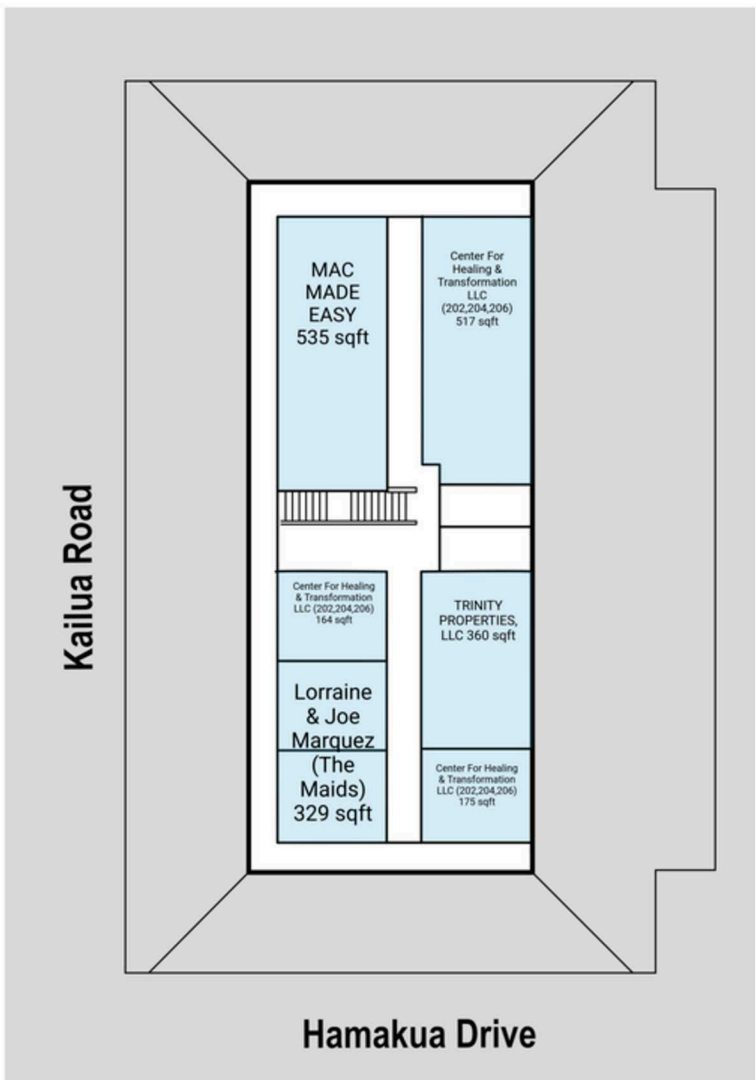 MAC
MADE
EASY
535 sqft
Center For
Healing &
Transformation
LLC
(202,204,206)
517 sqft
Kailua Road
Center For Healing
& Transformation
LLC (202,204,206)
164 sqft
TRINITY
PROPERTIES,
LLC 360 sqft
Lorraine
& Joe
Marquez
(The
Maids)
329 sqft
Center For Healing
& Transformation
LLC (202,204,206)
175 sqft
Hamakua Drive